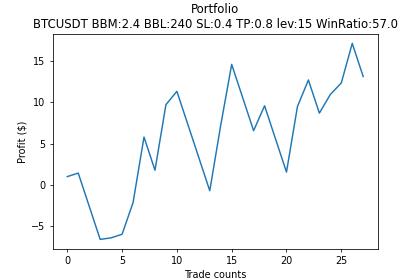 Portfolio
BTCUSDT BBM:2.4 BBL:240 SL:0.4 TP:0.8 lev:15 WinRatio:57.0
15
10
5
0
−5
Profit ($)
0 5 10 15 20 25
Trade counts